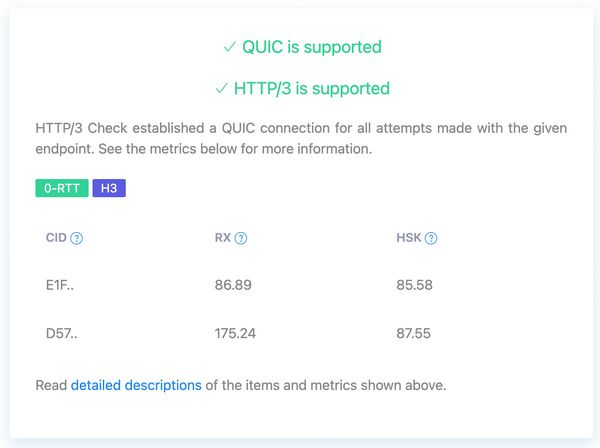 ✓ QUIC is supported
✓ HTTP/3 is supported
HTTP/3 Check established a QUIC connection for all attempts made with the given
endpoint. See the metrics below for more information.
0-RTT H3
CID ? RX ? HSK ?
E1F.. 86.89 85.58
D57.. 175.24 87.55
Read detailed descriptions of the items and metrics shown above.